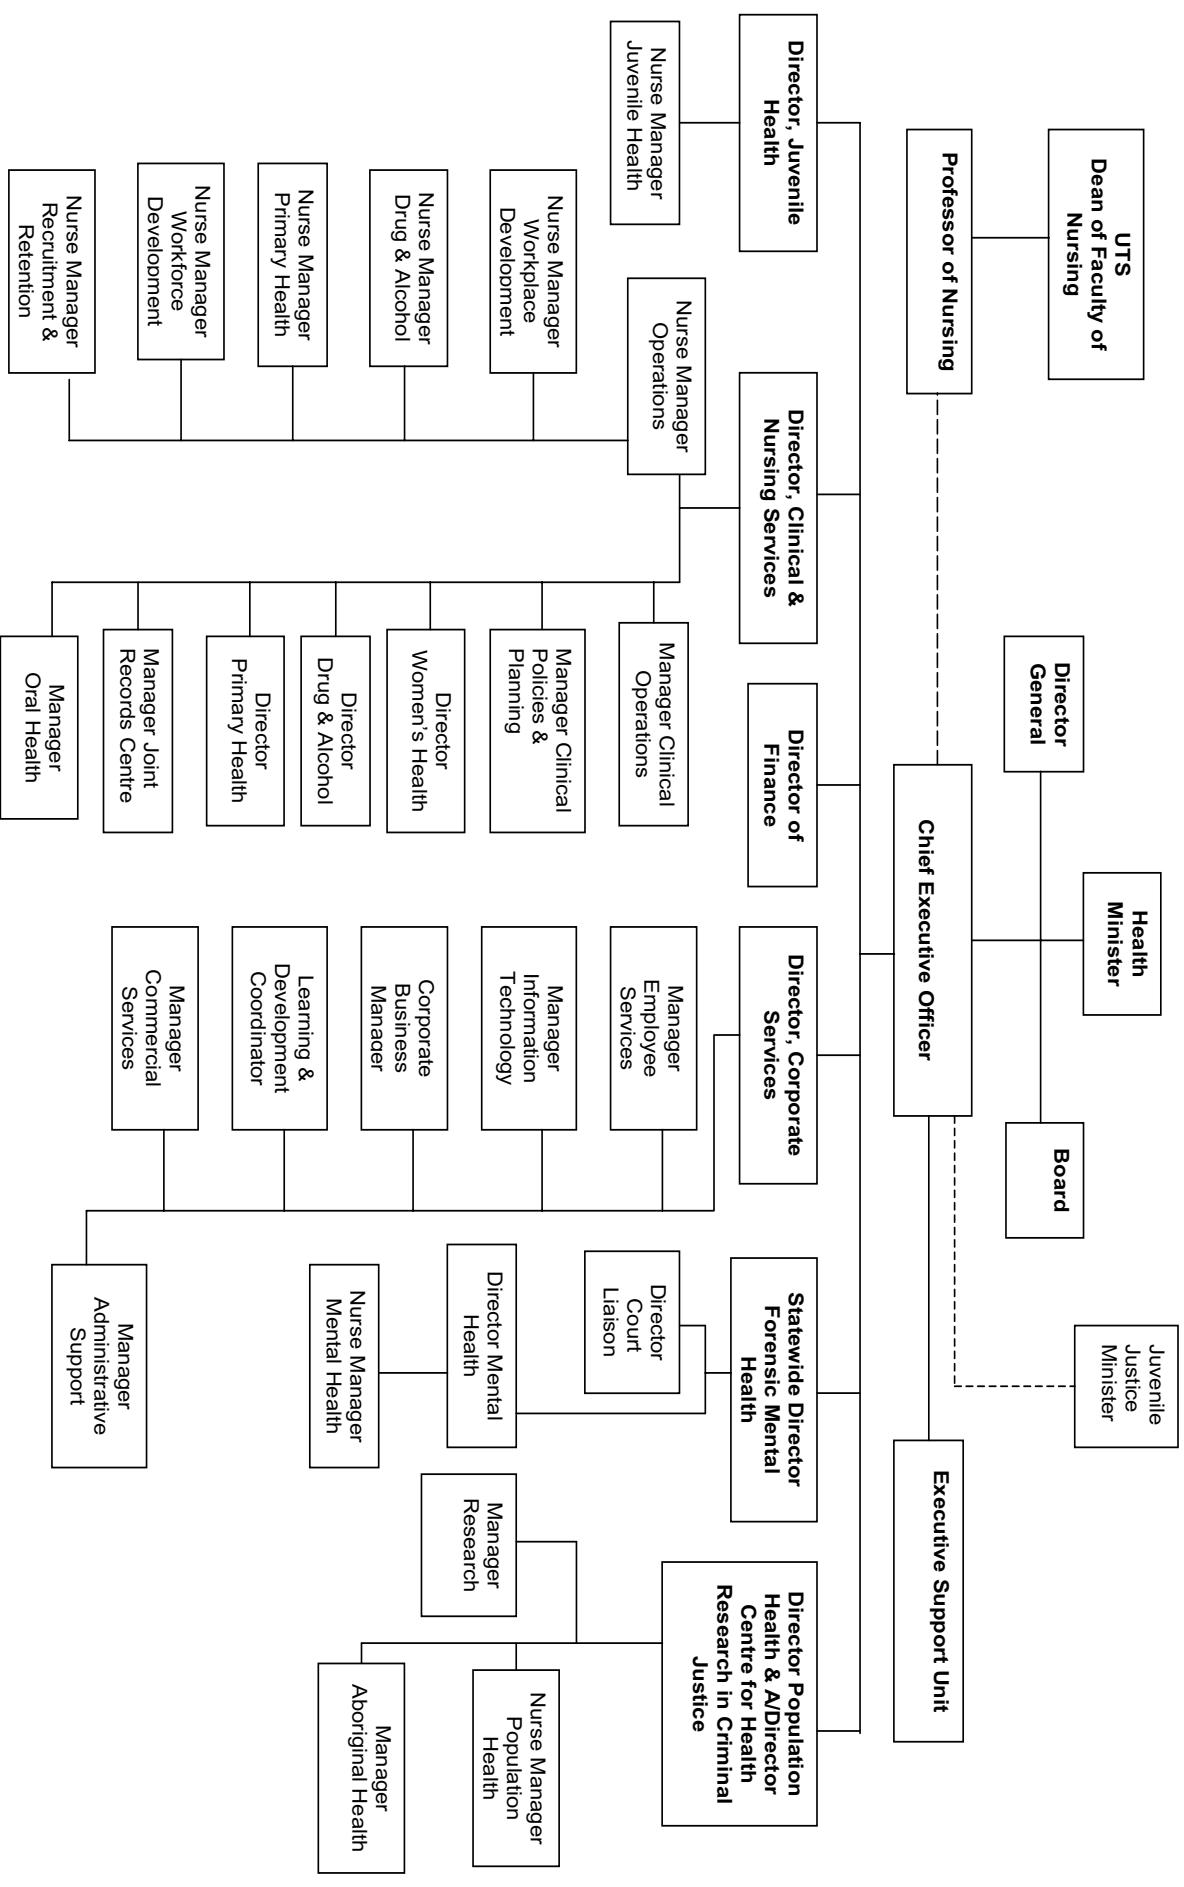 UTS
Dean of Faculty of
Nursing
Health
Minister
Juvenile
Justice
Minister
Director
General
Board
Professor of Nursing
Chief Executive Officer
Executive Support Unit
Director, Juvenile
Health
Director, Clinical &
Nursing Services
Director of
Finance
Director, Corporate
Services
Statewide Director
Forensic Mental
Health
Director Population
Health & A/Director
Centre for Health
Research in Criminal
Justice
Nurse Manager
Juvenile Health
Nurse Manager
Operations
Nurse Manager
Workplace
Development
Nurse Manager
Drug & Alcohol
Nurse Manager
Primary Health
Nurse Manager
Workforce
Development
Nurse Manager
Recruitment &
Retention
Manager Clinical
Operations
Manager Clinical
Policies &
Planning
Director
Women's Health
Director
Drug & Alcohol
Director
Primary Health
Manager Joint
Records Centre
Manager
Oral Health
Manager
Employee
Services
Manager
Information
Technology
Corporate
Business
Manager
Learning &
Development
Coordinator
Manager
Commercial
Services
Manager
Administrative
Support
Director
Court
Liaison
Director Mental
Health
Nurse Manager
Mental Health
Manager
Research
Nurse Manager
Population
Health
Manager
Aboriginal Health